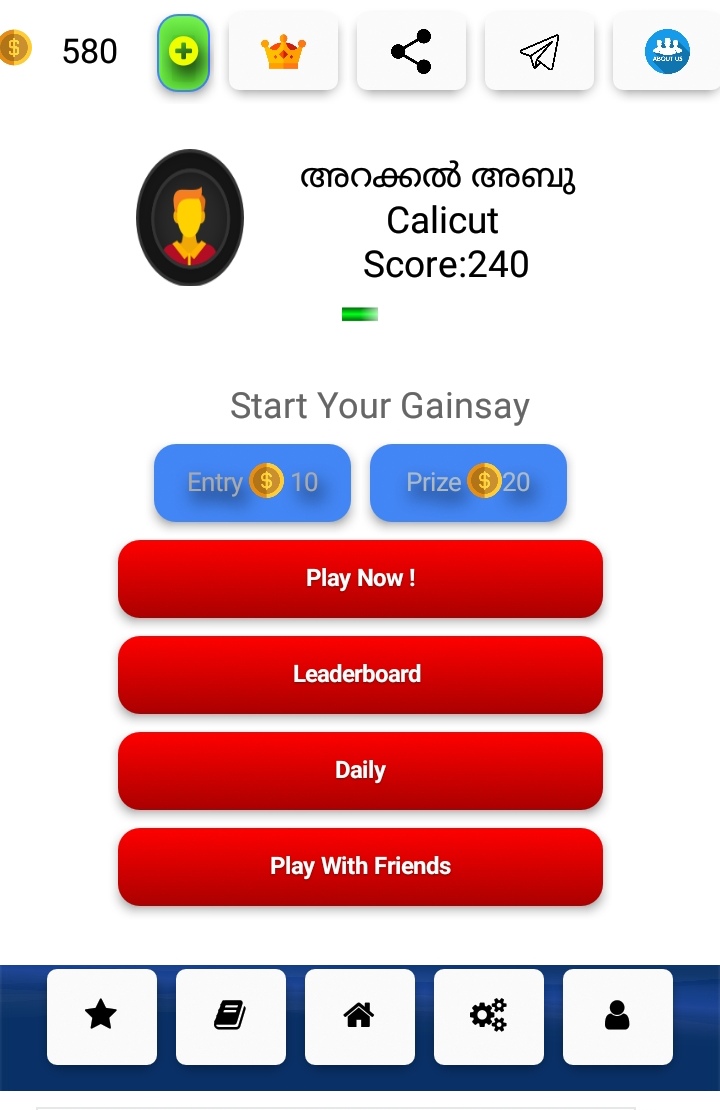 580
ABOUT US
അറക്കൽ അബു
Calicut
Score:240
Start Your Gainsay
Entry $ 10
Prize $ 20
Play Now !
Leaderboard
Daily
Play With Friends